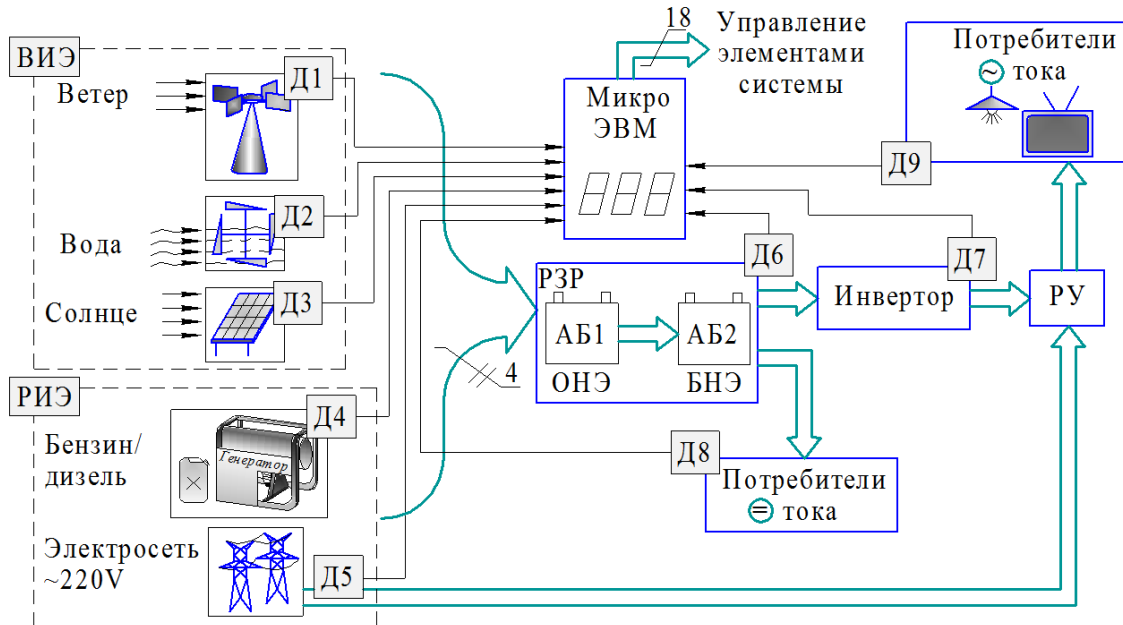 ВИЭ
Ветер
Д1
Вода
Д2
Солнце
Д3
РИЭ
Бензин/
дизель
Д4
Генератор
Электросеть
~220V
Д5
4
18
Управление
элементами
системы
Микро
ЭВМ
Потребители
~ тока
Д9
Д6
Д7
РЗР
АБ1
АБ2
ОНЭ
БНЭ
Инвертор
РУ
Д8
Потребители
= тока